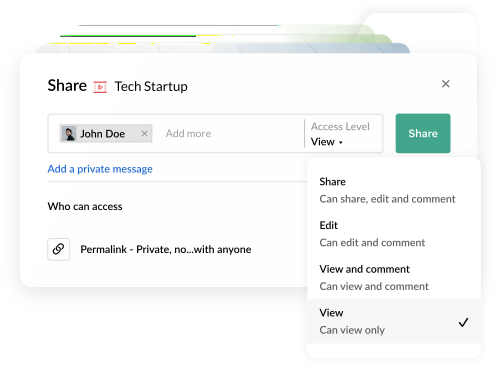 Share Tech Startup
John Doe × Add more
Access Level
View
Share
Add a private message
Who can access
Permalink - Private, no...with anyone
Share
Can share, edit and comment
Edit
Can edit and comment
View and comment
Can view and comment
View
Can view only